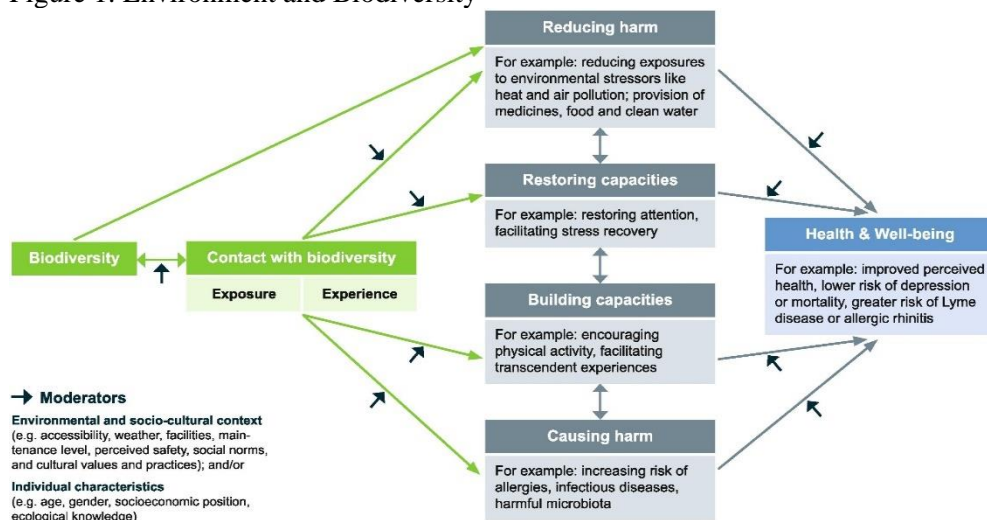 Figure 1. Environment and Biodiversity
Reducing harm
For example: reducing exposures
to environmental stressors like
heat and air pollution; provision of
medicines, food and clean water
Restoring capacities
For example: restoring attention,
facilitating stress recovery
Biodiversity
Contact with biodiversity
Exposure
Experience
Building capacities
For example: encouraging
physical activity, facilitating
transcendent experiences
Causing harm
For example: increasing risk of
allergies, infectious diseases,
harmful microbiota
Health & Well-being
For example: improved perceived
health, lower risk of depression
or mortality, greater risk of Lyme
disease or allergic rhinitis
Moderators
Environmental and socio-cultural context
(e.g. accessibility, weather, facilities, main-
tenance level, perceived safety, social norms,
and cultural values and practices); and/or
Individual characteristics
(e.g. age, gender, socioeconomic position,
ecological knowledge)